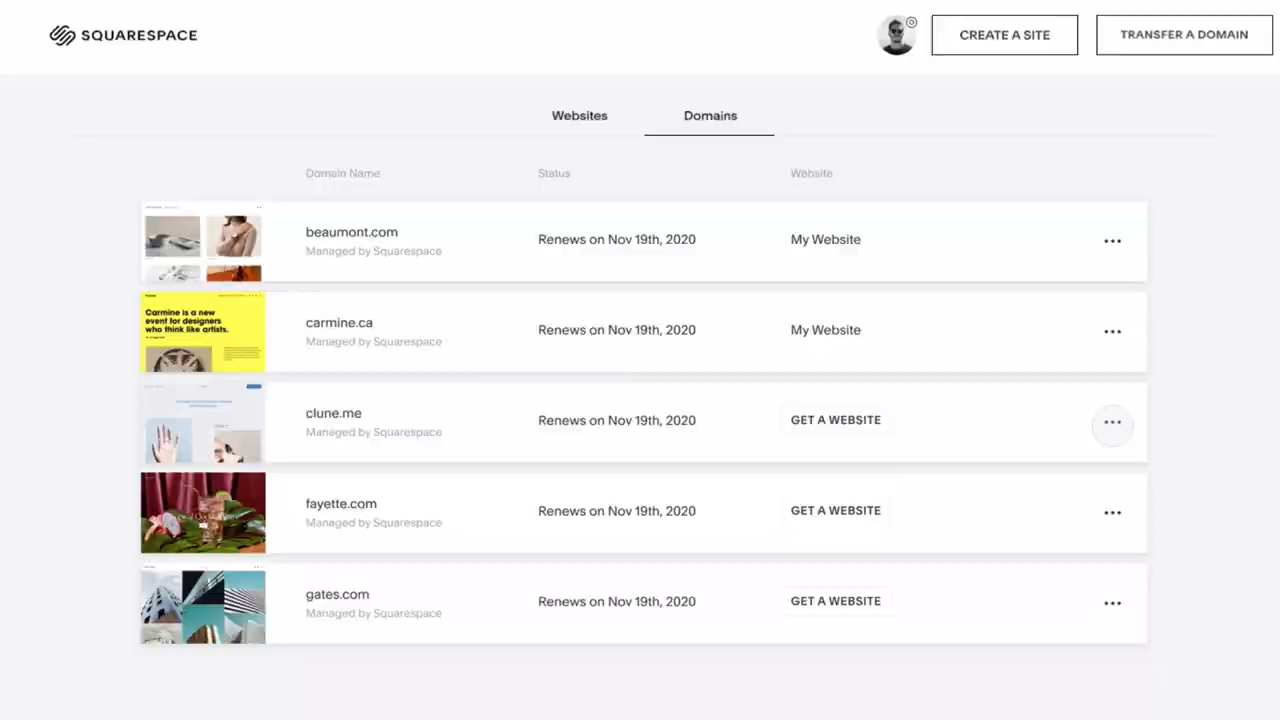 SQUARESPACE
CREATE A SITE
TRANSFER A DOMAIN
Websites
Domains
Domain Name
Status
Website
beaumont.com
Managed by Squarespace
Renews on Nov 19th, 2020
My Website
Carmine is a new
event for designers
who think like artists.
carmine.ca
Managed by Squarespace
Renews on Nov 19th, 2020
My Website
clune.me
Managed by Squarespace
Renews on Nov 19th, 2020
GET A WEBSITE
fayette.com
Managed by Squarespace
Renews on Nov 19th, 2020
GET A WEBSITE
gates.com
Managed by Squarespace
Renews on Nov 19th, 2020
GET A WEBSITE